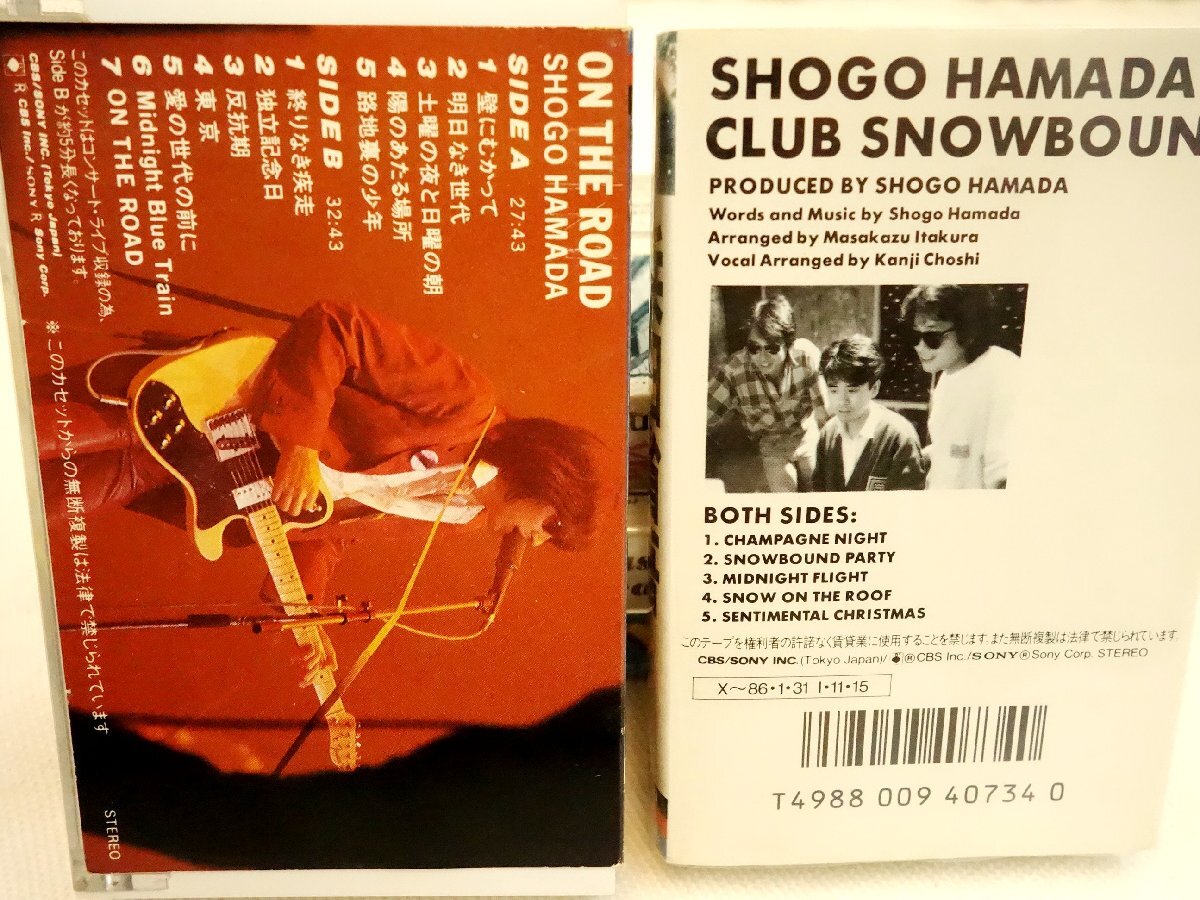 ON THE ROAD
SHOGO HAMADA
SIDE A 27:43
1 壁にむかって
2 明日なき世代
3 土曜の夜と日曜の朝
4 陽のあたる場所
5 路地裏の少年
SIDE B 32:43
1 終りなき疾走
2 独立記念日
3 反抗期
4 東京
5 愛の世代の前に
6 Midnight Blue Train
7 ON THE ROAD
このカセットはコンサート・ライブ収録の為、
Side B が約5分長くなっております。
CBS/SONY INC. (Tokyo Japan)
R CBS Inc./SONY R Sony Corp.
※このカセットからの無断複製は法律で禁じられています
STEREO
SHOGO HAMADA
CLUB SNOWBOUN
PRODUCED BY SHOGO HAMADA
Words and Music by Shogo Hamada
Arranged by Masakazu Itakura
Vocal Arranged by Kanji Choshi
BOTH SIDES:
1. CHAMPAGNE NIGHT
2. SNOWBOUND PARTY
3. MIDNIGHT FLIGHT
4. SNOW ON THE ROOF
5. SENTIMENTAL CHRISTMAS
このテープを権利者の許諾なく賃貸業に使用することを禁じます。また無断複製は法律で禁じられています。
CBS/SONY INC. (Tokyo Japan)/ ®CBS Inc./SONY®Sony Corp. STEREO
X〜86・1・31 I・11・15
T4988 009 40734 0